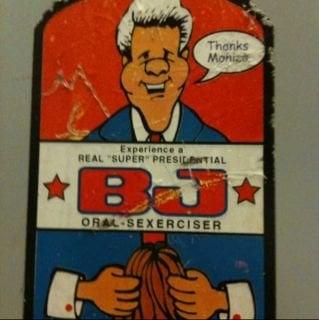 Thanks
Monica
Experience a
REAL "SUPER" PRESIDENTIAL
BJ
ORAL-SEXERCISER